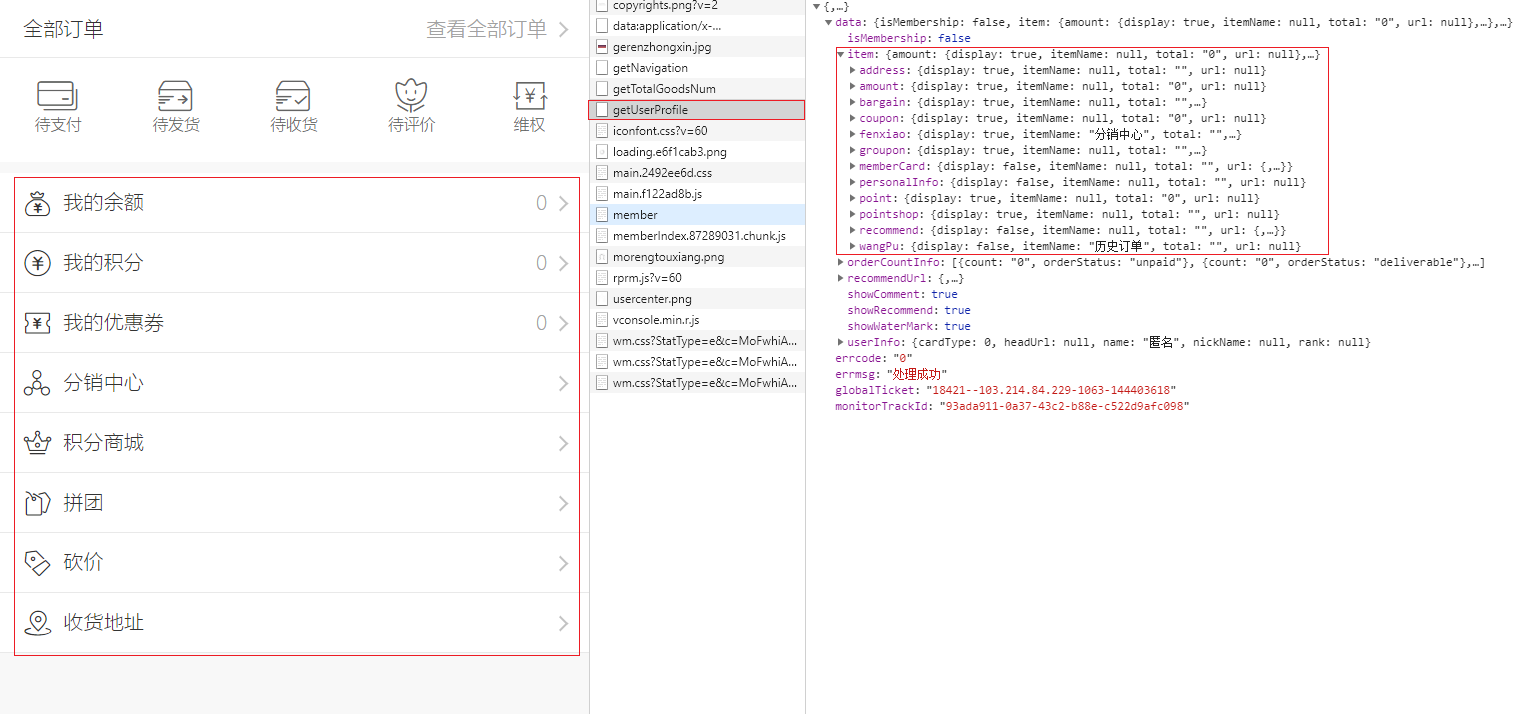 全部订单 查看全部订单
待支付 待发货 待收货 待评价 维权
我的余额 0
我的积分 0
我的优惠券 0
分销中心
积分商城
拼团
砍价
收货地址
copyrights.png?v=2
data:application/x-...
gerenzhongxin.jpg
getNavigation
getTotalGoodsNum
getUserProfile
iconfont.css?v=60
loading.e6f1cab3.png
main.2492ee6d.css
main.f122ad8b.js
member
memberIndex.87289031.chunk.js
morengtouxiang.png
rprm.js?v=60
usercenter.png
vconsole.min.r.js
wm.css?StatType=e&c=MoFwhiA...
wm.css?StatType=e&c=MoFwhiA...
wm.css?StatType=e&c=MoFwhiA...
{,…}
data: {isMembership: false, item: {amount: {display: true, itemName: null, total: "0", url: null},…},…}
isMembership: false
item: {amount: {display: true, itemName: null, total: "0", url: null},…}
address: {display: true, itemName: null, total: "", url: null}
amount: {display: true, itemName: null, total: "0", url: null}
bargain: {display: true, itemName: null, total: "",…}
coupon: {display: true, itemName: null, total: "0", url: null}
fenxiao: {display: true, itemName: "分销中心", total: "",…}
groupon: {display: true, itemName: null, total: "",…}
memberCard: {display: false, itemName: null, total: "", url: {,…}}
personalInfo: {display: false, itemName: null, total: "", url: null}
point: {display: true, itemName: null, total: "0", url: null}
pointshop: {display: true, itemName: null, total: "", url: null}
recommend: {display: false, itemName: null, total: "", url: {,…}}
wangPu: {display: false, itemName: "历史订单", total: "", url: null}
orderCountInfo: [{count: "0", orderStatus: "unpaid"}, {count: "0", orderStatus: "deliverable"},…]
recommendUrl: {,…}
showComment: true
showRecommend: true
showWaterMark: true
userInfo: {cardType: 0, headUrl: null, name: "匿名", nickName: null, rank: null}
errcode: "0"
errmsg: "处理成功"
globalTicket: "18421--103.214.84.229-1063-144403618"
monitorTrackId: "93ada911-0a37-43c2-b88e-c522d9afc098"